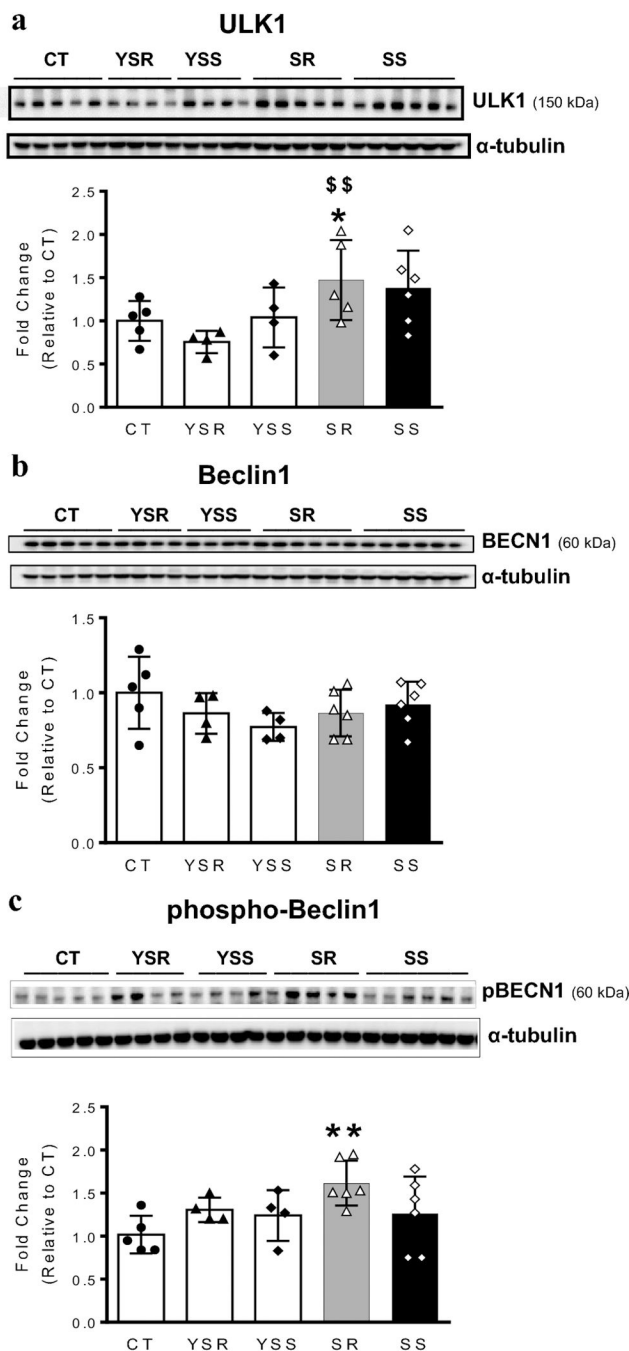 a
ULK1
CT YSR YSS SR SS
ULK1 (150 kDa)
α-tubulin
$$
*
Fold Change
(Relative to CT)
2.5
2.0
1.5
1.0
0.5
0.0
CT YSR YSS SR SS
b
Beclin1
CT YSR YSS SR SS
BECN1 (60 kDa)
α-tubulin
Fold Change
(Relative to CT)
1.5
1.0
0.5
0.0
CT YSR YSS SR SS
c
phospho-Beclin1
CT YSR YSS SR SS
pBECN1 (60 kDa)
α-tubulin
**
Fold Change
(Relative to CT)
2.5
2.0
1.5
1.0
0.5
0.0
CT YSR YSS SR SS